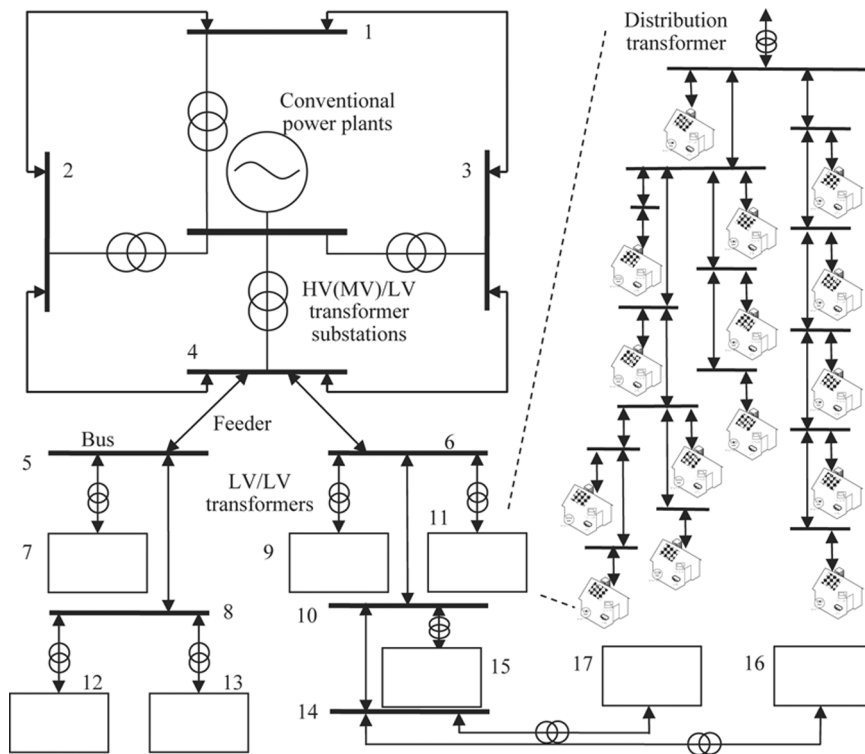 1
Distribution
transformer
Conventional
power plants
2
3
HV(MV)/LV
transformer
substations
4
Feeder
Bus
5
6
LV/LV
transformers
7
9
11
8
10
12
13
15
17
16
14